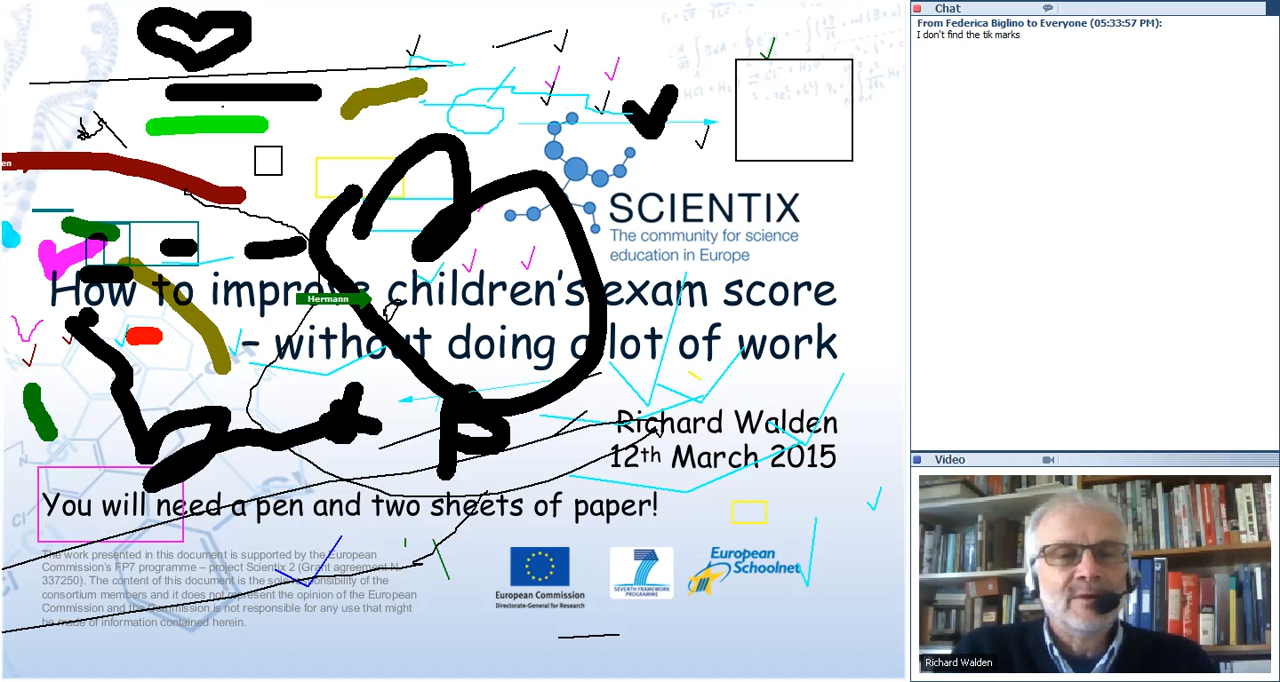 Chat
From Federica Biglino to Everyone (05:33:57 PM):
I don't find the tik marks
en
SCIENTIX
The community for science
education in Europe
How to improve children's exam score
Hermann
– without doing a lot of work
Richard Walden
12th March 2015
You will need a pen and two sheets of paper!
The work presented in this document is supported by the European
Commission's FP7 programme – project Scientix 2 (Grant agreement N.
337250). The content of this document is the sole responsibility of the
consortium members and it does not represent the opinion of the European
Commission and the Commission is not responsible for any use that might
be made of information contained herein.
European Commission
Directorate-General for Research
7
SEVENTH FRAMEWORK
PROGRAMME
European
Schoolnet
Video
Richard Walden